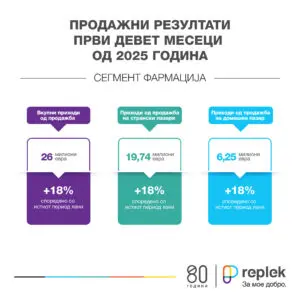 ПРОДАЖНИ РЕЗУЛТАТИ
ПРВИ ДЕВЕТ МЕСЕЦИ
ОД 2025 ГОДИНА
СЕГМЕНТ ФАРМАЦИЈА
Вкупни приходи
од продажба
26 милиони
евра
+18%
споредено со
истиот период лани
Приходи од продажба
на странски пазари
19,74 милиони
евра
+18%
споредено со
истиот период лани
Приходи од продажба
на домашен пазар
6,25 милиони
евра
+18%
споредено со
истиот период лани
80
ГОДИНИ
replek
За мое добро.